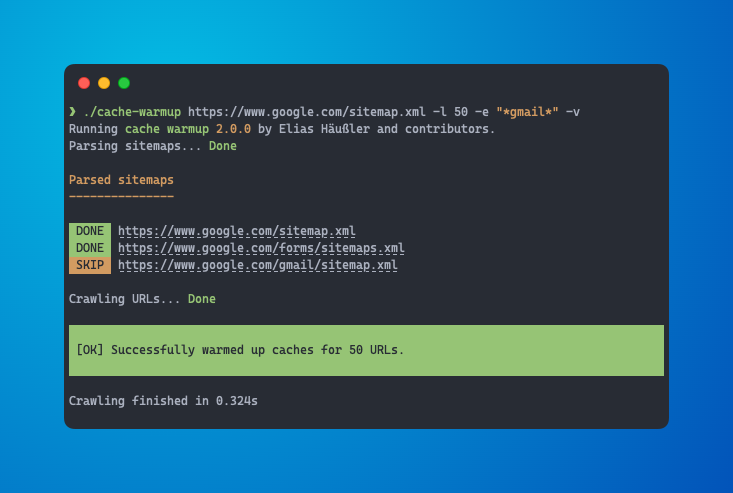 ❯ ./cache-warmup https://www.google.com/sitemap.xml -l 50 -e "*gmail*" -v
Running cache warmup 2.0.0 by Elias Häußler and contributors.
Parsing sitemaps... Done
Parsed sitemaps
---------------
DONE https://www.google.com/sitemap.xml
DONE https://www.google.com/forms/sitemaps.xml
SKIP https://www.google.com/gmail/sitemap.xml
Crawling URLs... Done
[OK] Successfully warmed up caches for 50 URLs.
Crawling finished in 0.324s